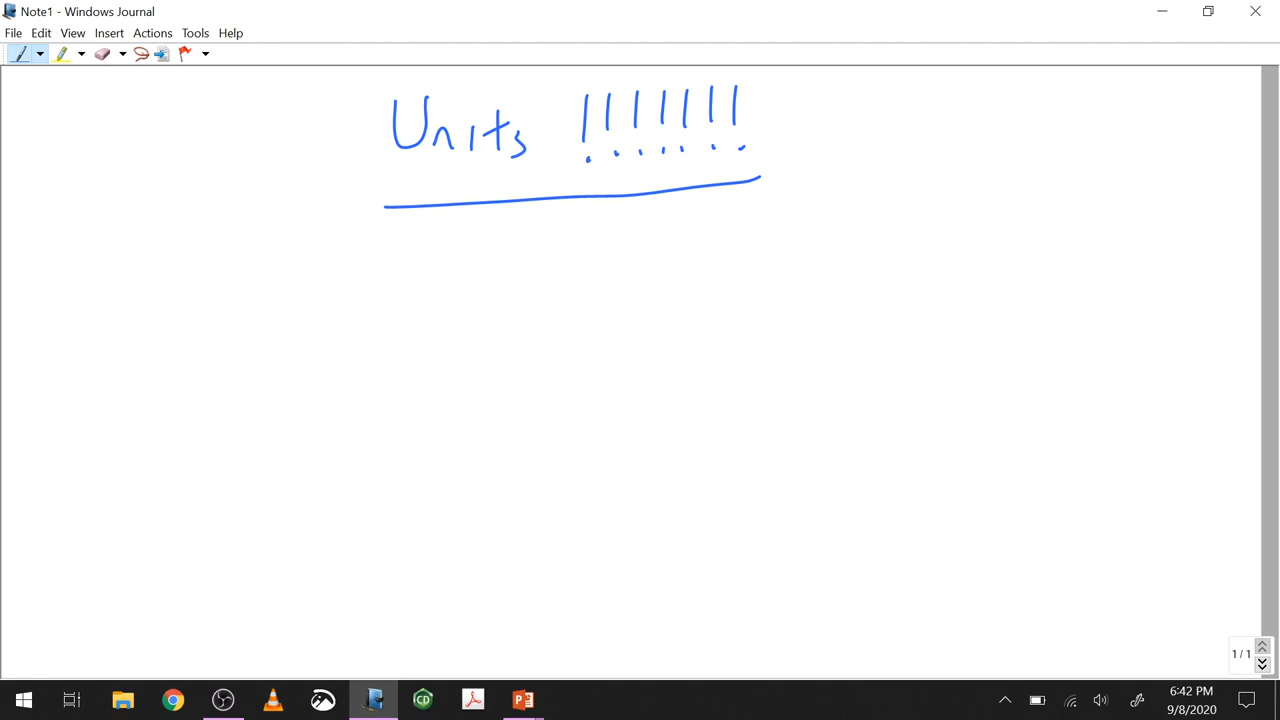 Note1 - Windows Journal
File Edit View Insert Actions Tools Help
Units !!!!!!!
1 / 1
CD
6:42 PM
9/8/2020